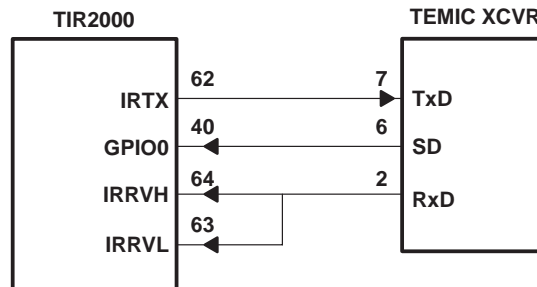 TIR2000 TEMIC XCVR
IRTX 62 7 TxD
GPIO0 40 6 SD
IRRVH 64 2 RxD
IRRVL 63